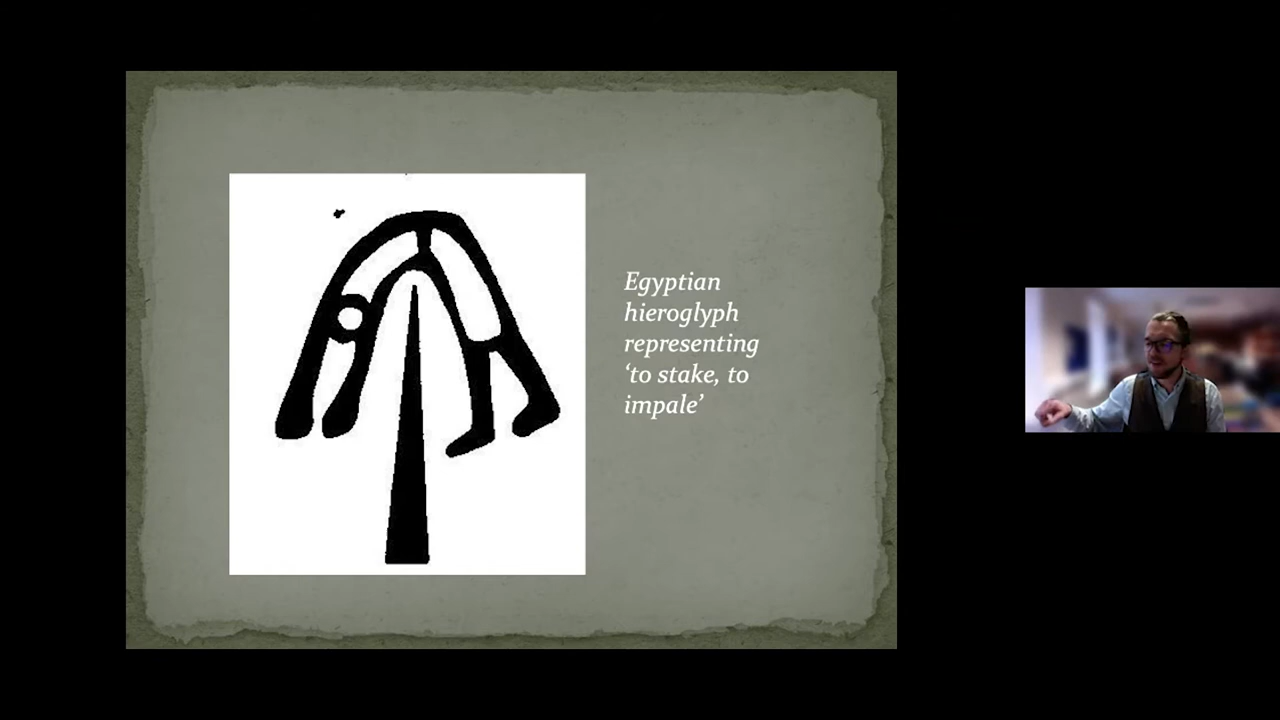 Egyptian
hieroglyph
representing
‘to stake, to
impale’